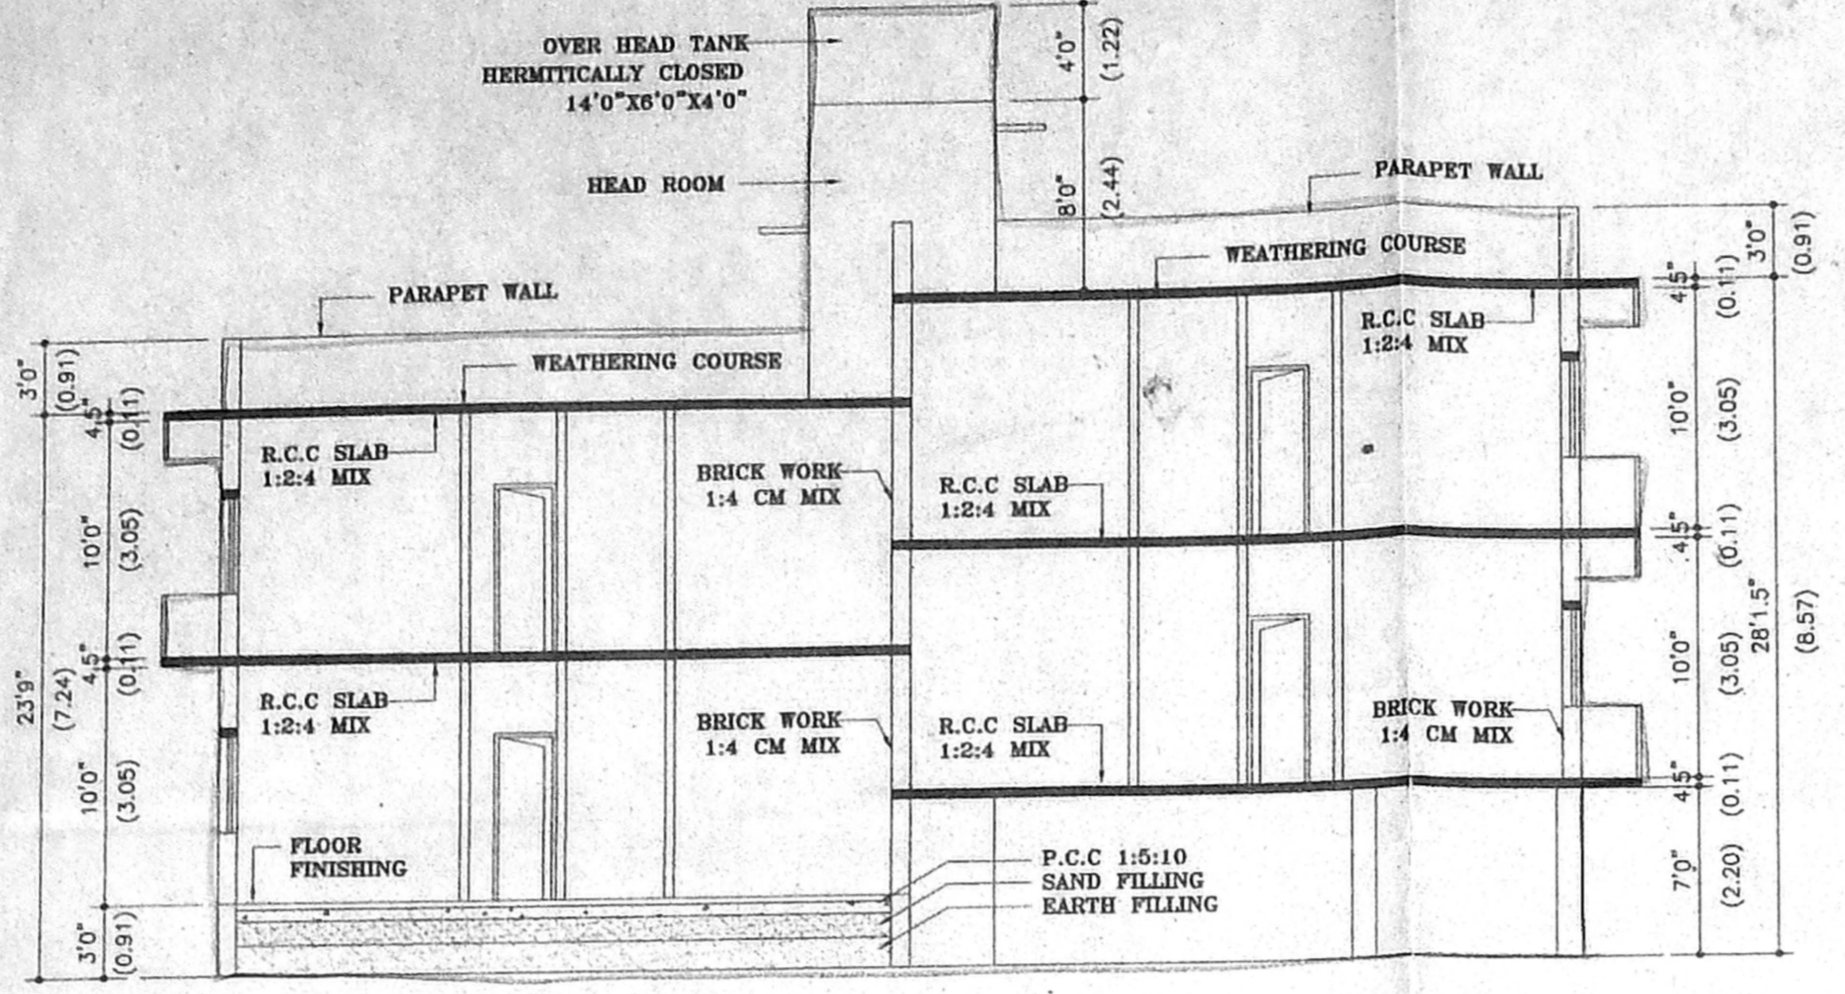 OVER HEAD TANK
HERMITICALLY CLOSED
14'0"X6'0"X4'0"
4'0"
(1.22)
HEAD ROOM
8'0"
(2.44)
PARAPET WALL
WEATHERING COURSE
3'0"
(0.91)
4.5"
(0.11)
PARAPET WALL
WEATHERING COURSE
3'0"
(0.91)
4.5"
(0.11)
R.C.C SLAB
1:2:4 MIX
R.C.C SLAB
1:2:4 MIX
BRICK WORK
1:4 CM MIX
R.C.C SLAB
1:2:4 MIX
10'0"
(3.05)
10'0"
(3.05)
4.5"
(0.11)
4.5"
(0.11)
23'9"
(7.24)
28'1.5"
(8.57)
R.C.C SLAB
1:2:4 MIX
BRICK WORK
1:4 CM MIX
R.C.C SLAB
1:2:4 MIX
BRICK WORK
1:4 CM MIX
10'0"
(3.05)
10'0"
(3.05)
4.5"
(0.11)
FLOOR
FINISHING
P.C.C 1:5:10
SAND FILLING
EARTH FILLING
7'0"
(2.20)
3'0"
(0.91)